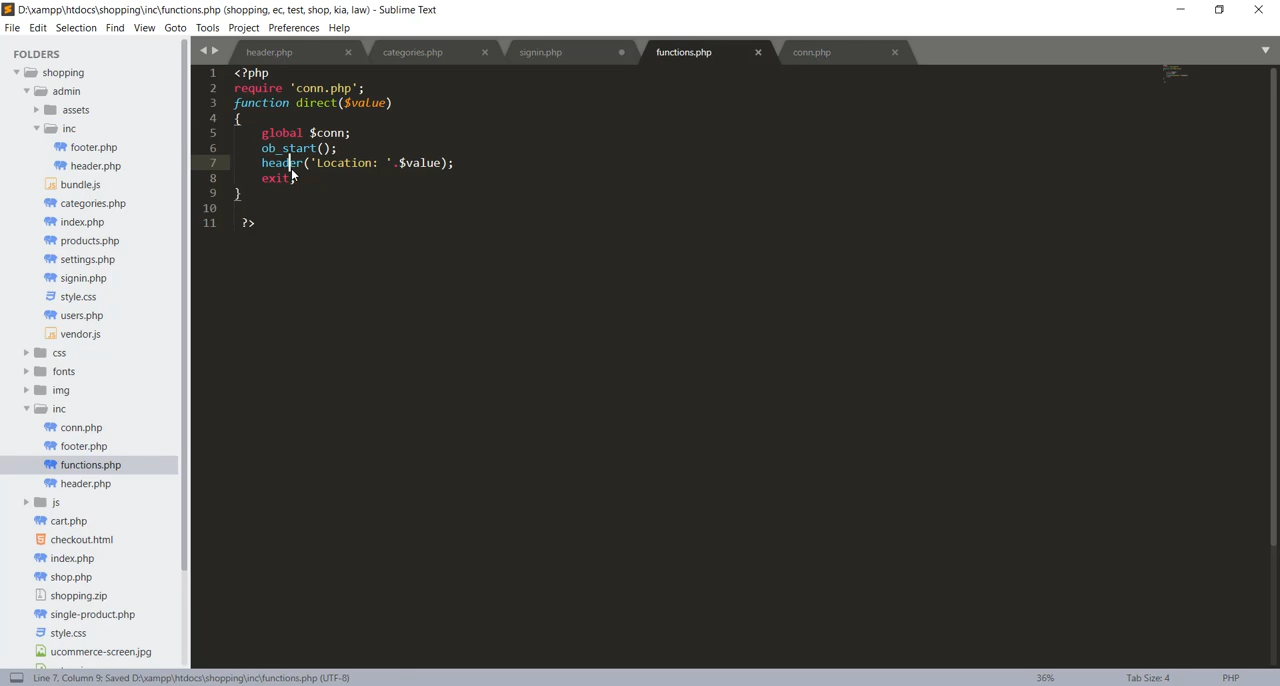 D:\xampp\htdocs\shopping\inc\functions.php (shopping, ec, test, shop, kia, law) - Sublime Text
File Edit Selection Find View Goto Tools Project Preferences Help
FOLDERS
shopping
admin
assets
inc
footer.php
header.php
bundle.js
categories.php
index.php
products.php
settings.php
signin.php
style.css
users.php
vendor.js
css
fonts
img
inc
conn.php
footer.php
functions.php
header.php
js
cart.php
checkout.html
index.php
shop.php
shopping.zip
single-product.php
style.css
ucommerce-screen.jpg
header.php categories.php signin.php functions.php conn.php
1 <?php
2 require 'conn.php';
3 function direct($value)
4 {
5 global $conn;
6 ob_start();
7 header('Location: '.$value);
8 exit;
9 }
10
11 ?>
Line 7, Column 9; Saved D:\xampp\htdocs\shopping\inc\functions.php (UTF-8) 36% Tab Size: 4 PHP